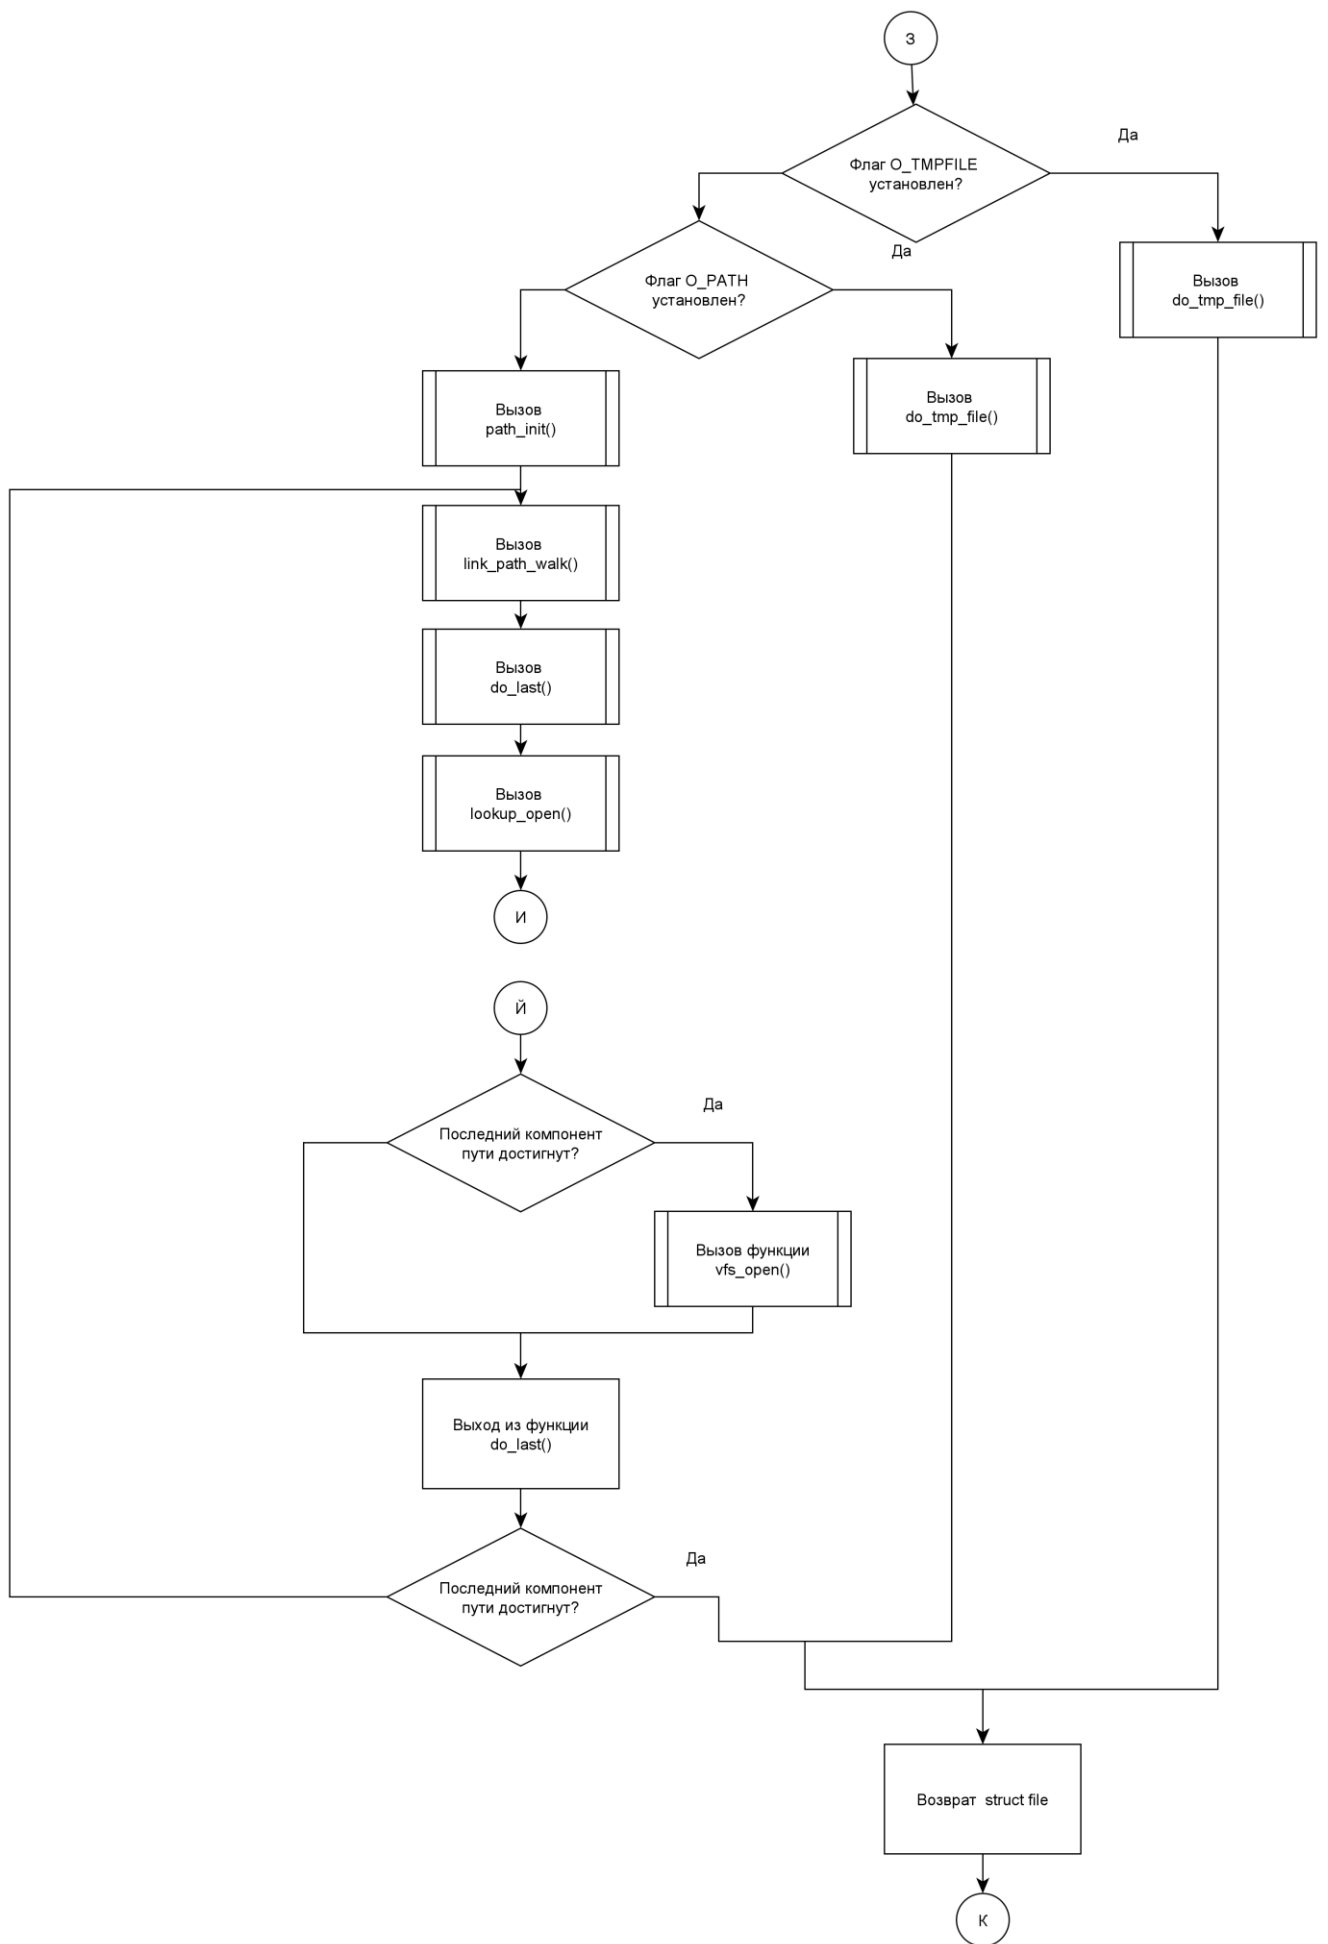 З
Да
Флаг O_TMPFILE
установлен?
Да
Флаг O_PATH
установлен?
Вызов
do_tmp_file()
Вызов
do_tmp_file()
Вызов
path_init()
Вызов
link_path_walk()
Вызов
do_last()
Вызов
lookup_open()
И
Й
Да
Последний компонент
пути достигнут?
Вызов функции
vfs_open()
Выход из функции
do_last()
Да
Последний компонент
пути достигнут?
Возврат struct file
К